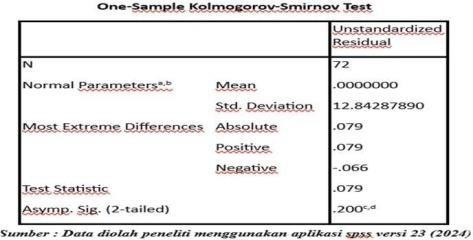 One-Sample Kolmogorov-Smirnov Test
Unstandardized
Residual
N 72
Normal Parametersa,b Mean .0000000
Std. Deviation 12.84287890
Most Extreme Differences Absolute .079
Positive .079
Negative -.066
Test Statistic .079
Asymp. Sig. (2-tailed) .200c,d
Sumber : Data diolah peneliti menggunakan aplikasi spss versi 23 (2024)